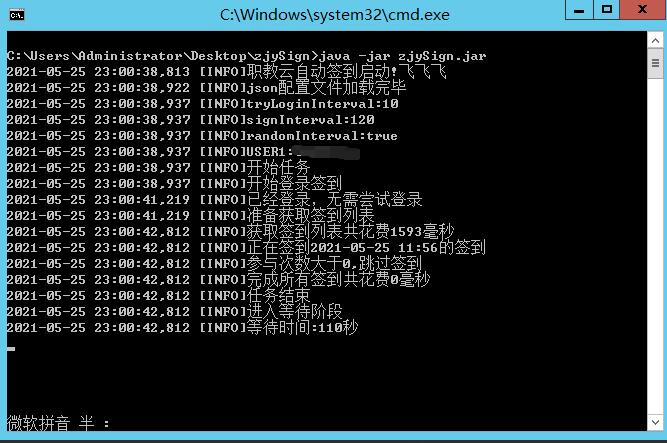 C:\Windows\system32\cmd.exe
C:\Users\Administrator\Desktop\zjySign>java -jar zjySign.jar
2021-05-25 23:00:38,813 [INFO]职教云自动签到启动!飞飞飞
2021-05-25 23:00:38,922 [INFO]json配置文件加载完毕
2021-05-25 23:00:38,937 [INFO]tryLoginInterval:10
2021-05-25 23:00:38,937 [INFO]signInterval:120
2021-05-25 23:00:38,937 [INFO]randomInterval:true
2021-05-25 23:00:38,937 [INFO]USER1:
2021-05-25 23:00:38,937 [INFO]开始任务
2021-05-25 23:00:38,937 [INFO]开始登录签到
2021-05-25 23:00:41,219 [INFO]已经登录，无需尝试登录
2021-05-25 23:00:41,219 [INFO]准备获取签到列表
2021-05-25 23:00:42,812 [INFO]获取签到列表共花费1593毫秒
2021-05-25 23:00:42,812 [INFO]正在签到2021-05-25 11:56的签到
2021-05-25 23:00:42,812 [INFO]参与次数大于0,跳过签到
2021-05-25 23:00:42,812 [INFO]完成所有签到共花费0毫秒
2021-05-25 23:00:42,812 [INFO]任务结束
2021-05-25 23:00:42,812 [INFO]进入等待阶段
2021-05-25 23:00:42,812 [INFO]等待时间:110秒
微软拼音 半 :